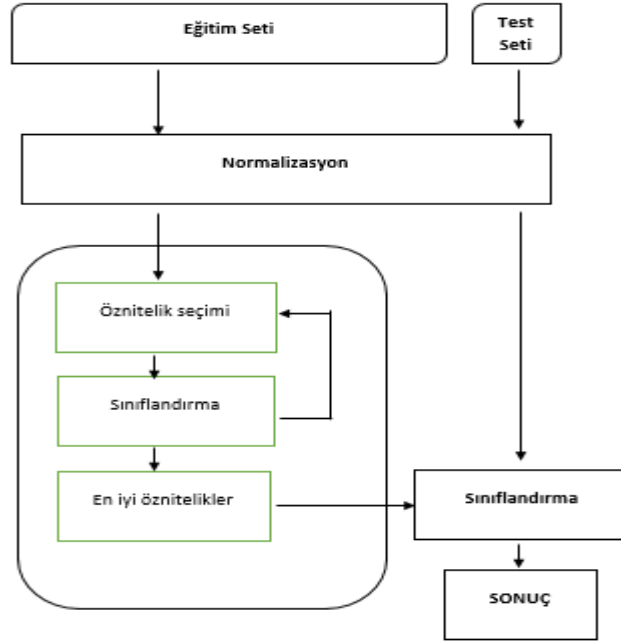 Eğitim Seti
Test
Seti
Normalizasyon
Öznitelik seçimi
Sınıflandırma
En iyi öznitelikler
Sınıflandırma
SONUÇ